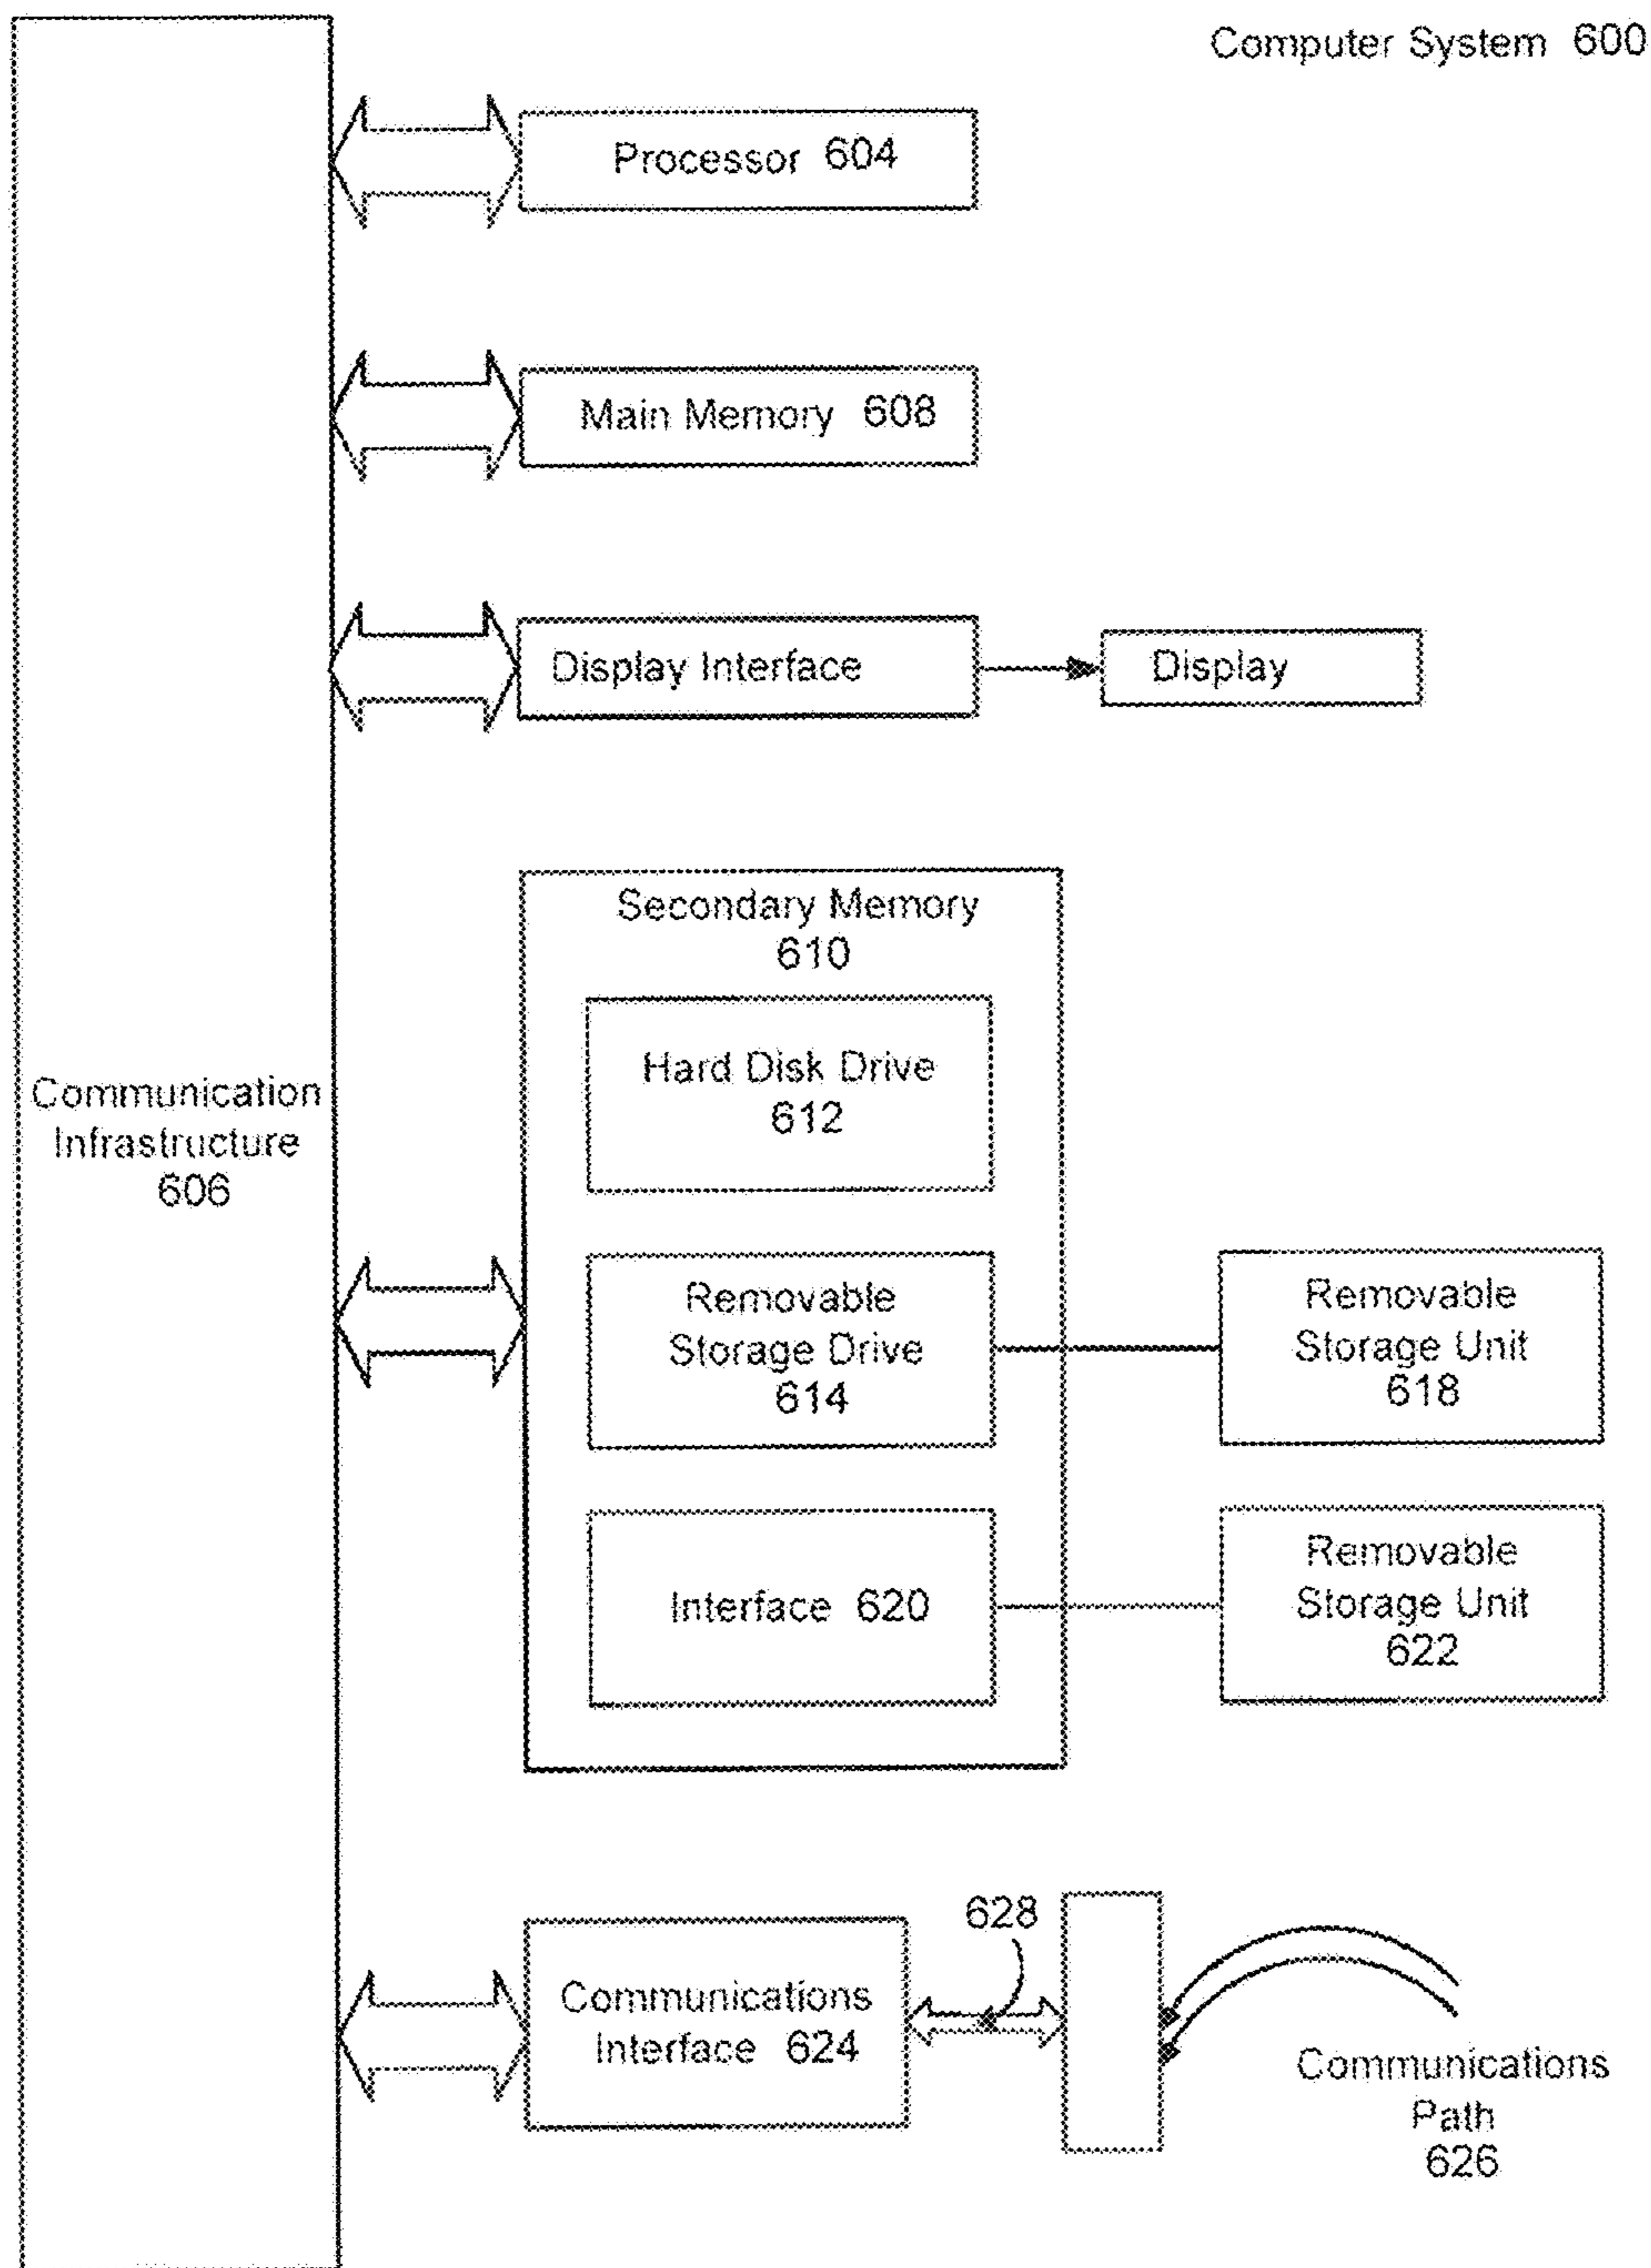 Computer System 600
Processor 604
Main Memory 608
Display Interface
Display
Secondary Memory
610
Hard Disk Drive
612
Communication
Infrastructure
606
Removable
Storage Drive
614
Removable
Storage Unit
618
Interface 620
Removable
Storage Unit
622
628
Communications
Interface 624
Communications
Path
626